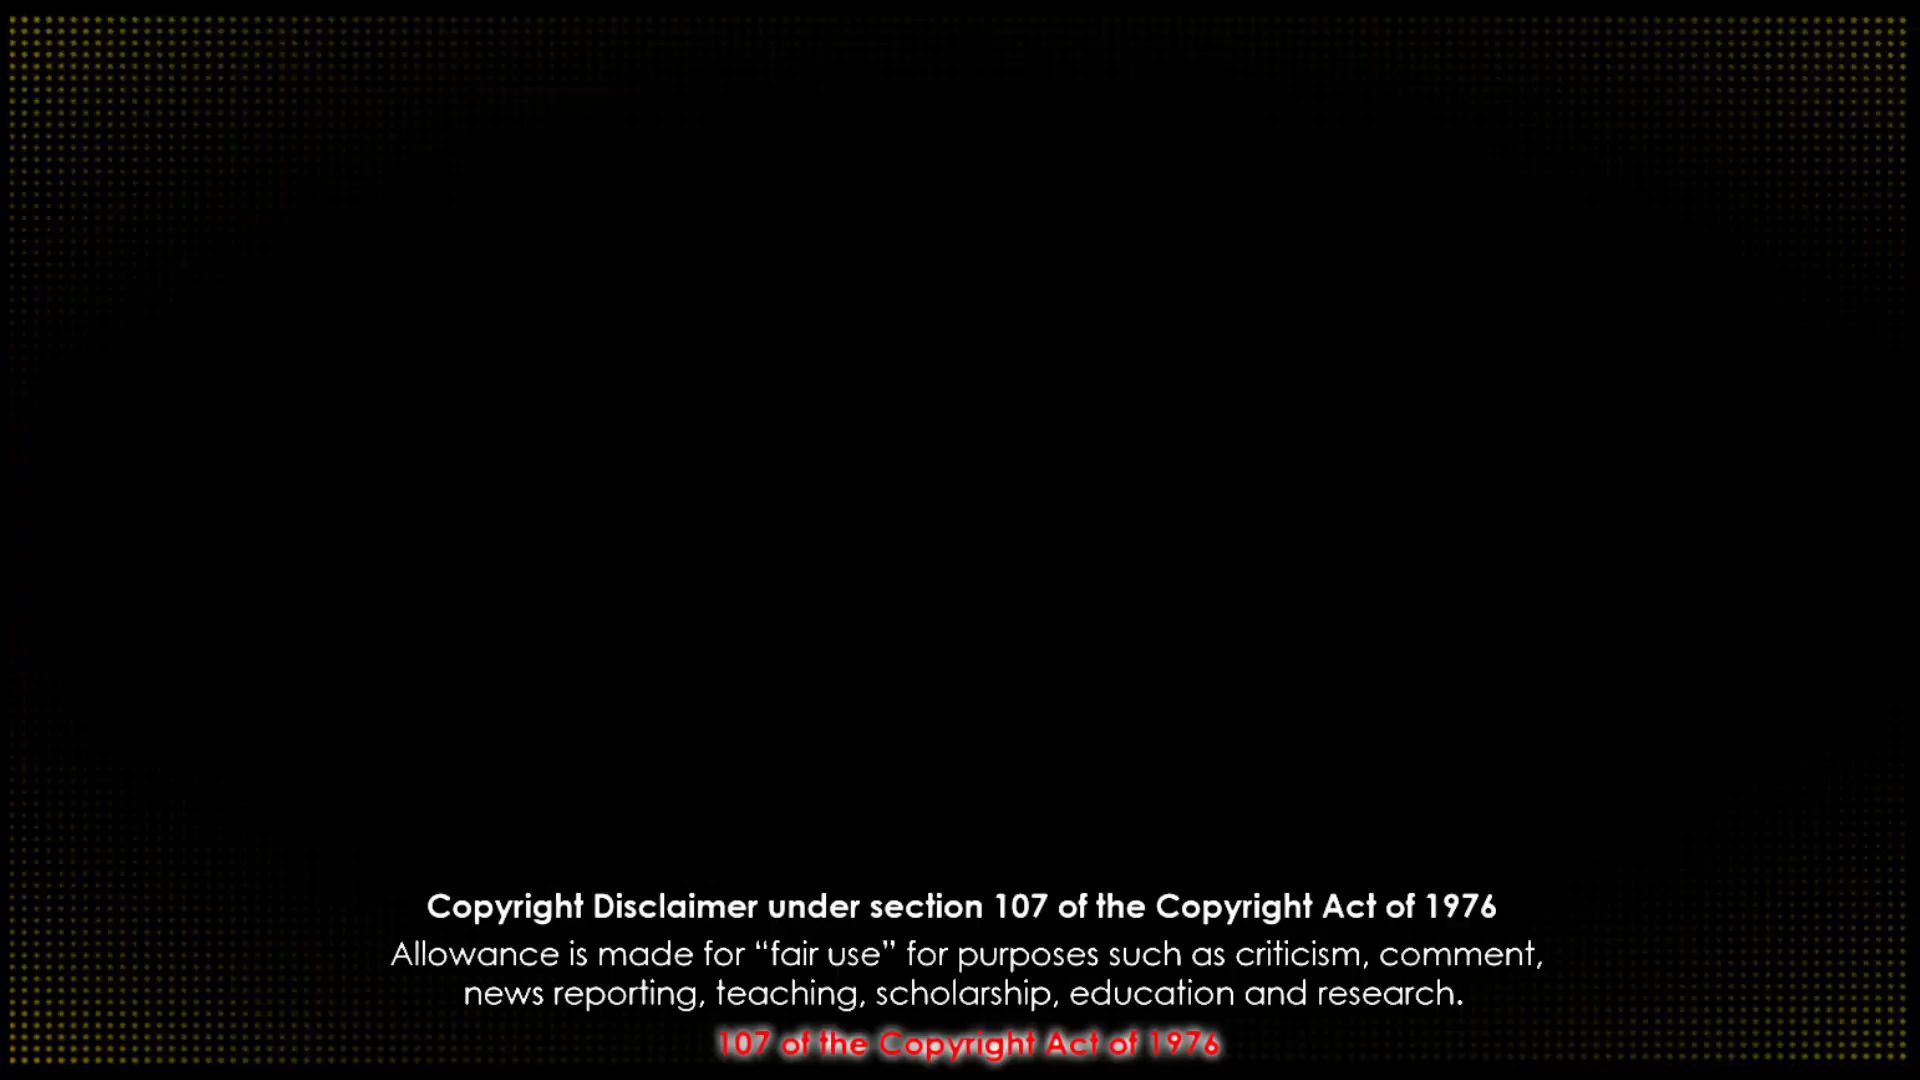 Copyright Disclaimer under section 107 of the Copyright Act of 1976
Allowance is made for “fair use” for purposes such as criticism, comment,
news reporting, teaching, scholarship, education and research.
107 of the Copyright Act of 1976